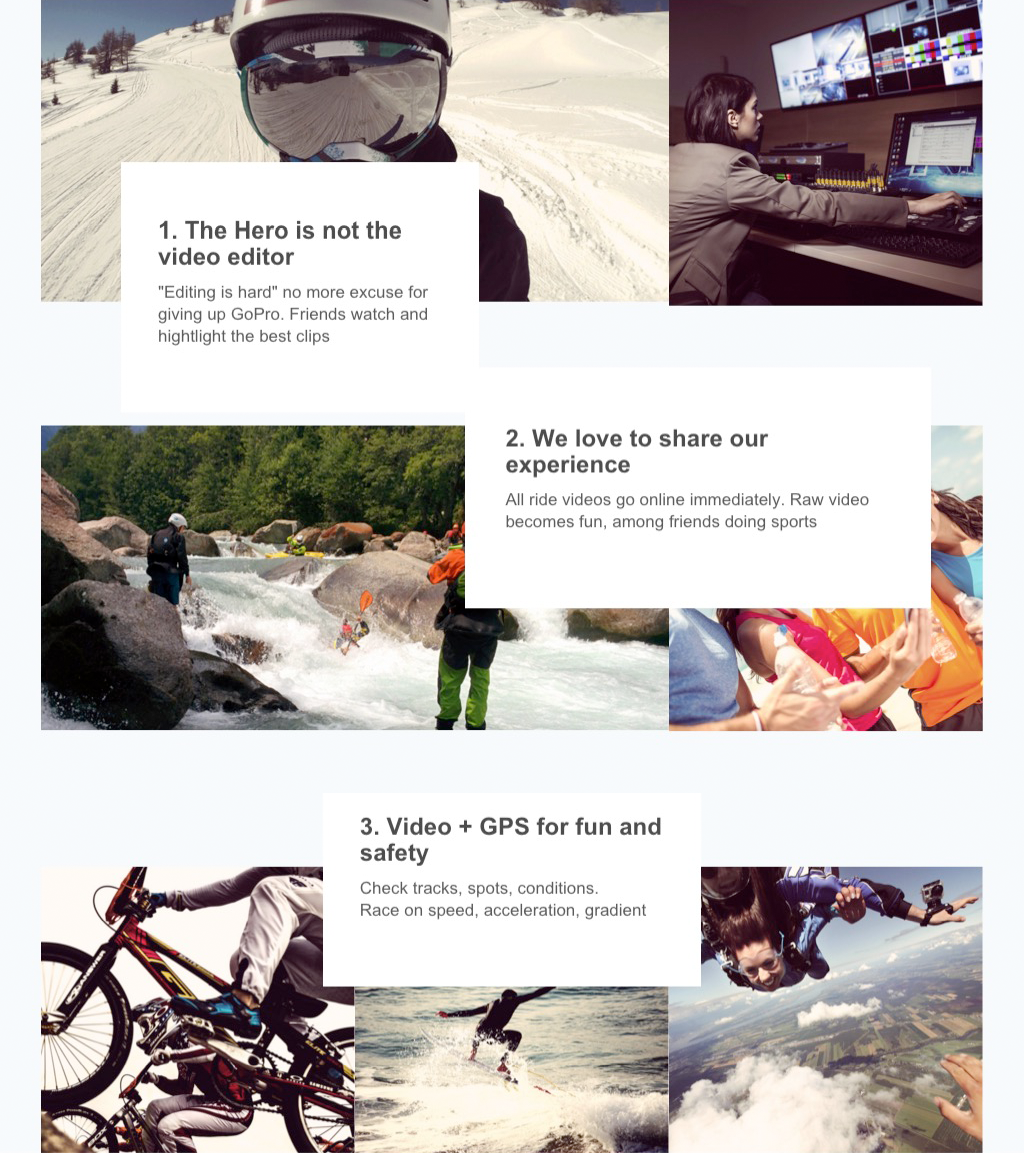 1. The Hero is not the
video editor
"Editing is hard" no more excuse for
giving up GoPro. Friends watch and
hightlight the best clips
2. We love to share our
experience
All ride videos go online immediately. Raw video
becomes fun, among friends doing sports
3. Video + GPS for fun and
safety
Check tracks, spots, conditions.
Race on speed, acceleration, gradient